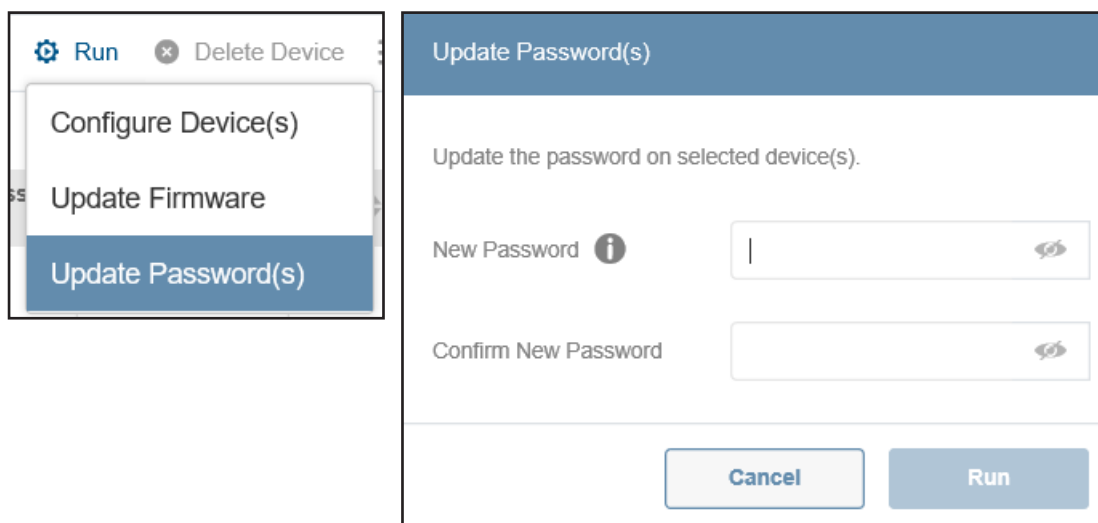 Run Delete Device
Configure Device(s)
ss
Update Firmware
Update Password(s)
Update Password(s)
Update the password on selected device(s).
New Password
Confirm New Password
Cancel Run